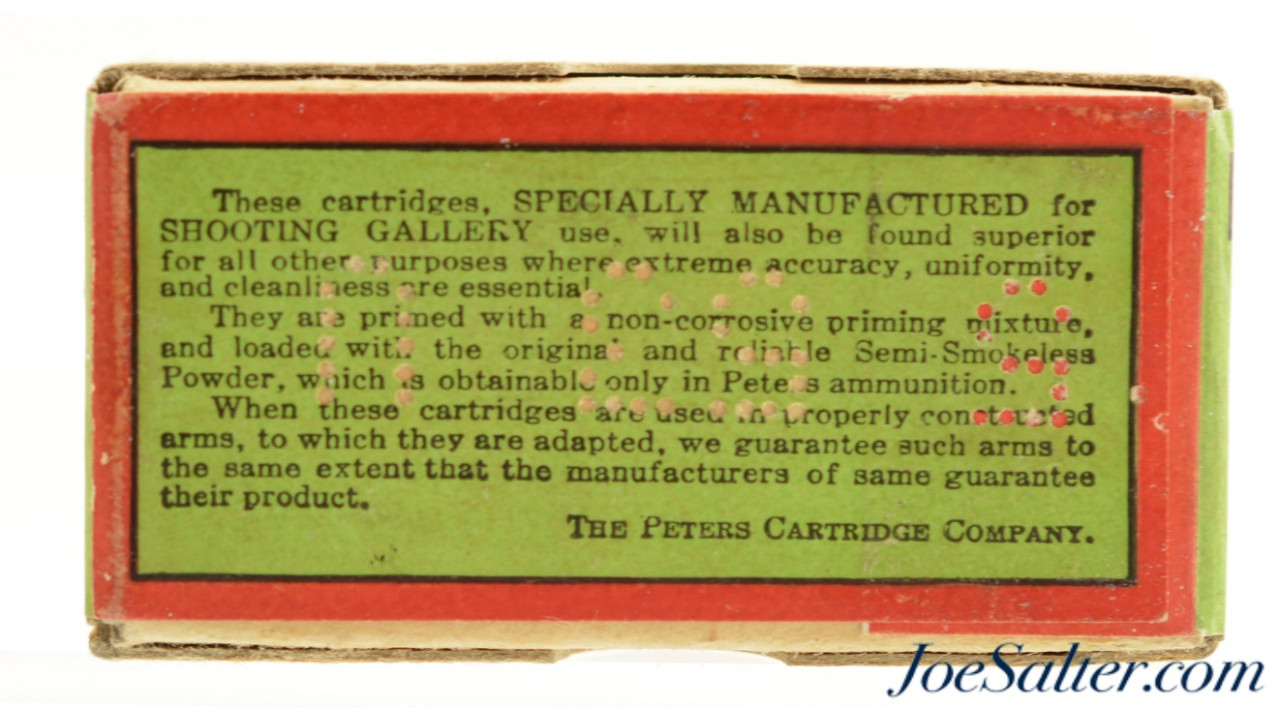 These cartridges, SPECIALLY MANUFACTURED for
SHOOTING GALLERY use, will also be found superior
for all other purposes where extreme accuracy, uniformity,
and cleanliness are essential.
They are primed with a non-corrosive priming mixture,
and loaded with the original and reliable Semi-Smokeless
Powder, which is obtainable only in Peters ammunition.
When these cartridges are used in properly constructed
arms, to which they are adapted, we guarantee such arms to
the same extent that the manufacturers of same guarantee
their product.
THE PETERS CARTRIDGE COMPANY.
JoeSalter.com